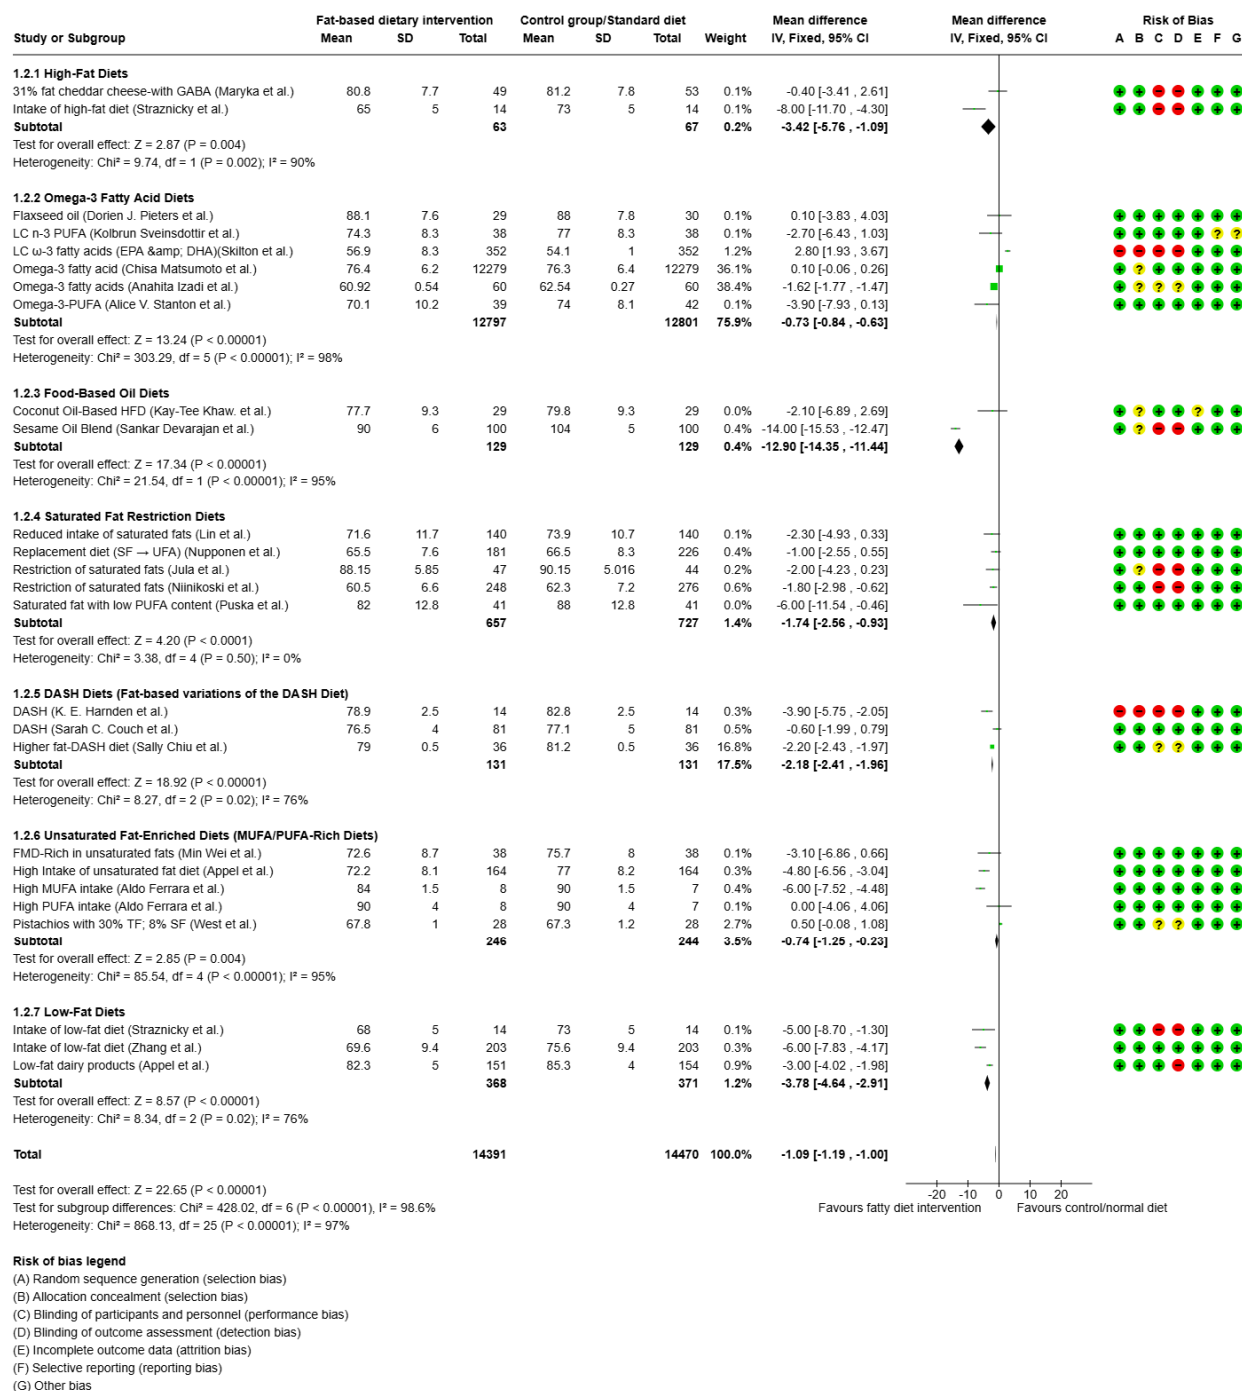 Fat-based dietary intervention Control group/Standard diet Mean difference Mean difference Risk of Bias
Study or Subgroup Mean SD Total Mean SD Total Weight IV, Fixed, 95% CI IV, Fixed, 95% CI A B C D E F G
1.2.1 High-Fat Diets
31% fat cheddar cheese-with GABA (Maryka et al.) 80.8 7.7 49 81.2 7.8 53 0.1% -0.40 [-3.41 , 2.61] + + − − + + +
Intake of high-fat diet (Straznicky et al.) 65 5 14 73 5 14 0.1% -8.00 [-11.70 , -4.30] + + − − + + +
Subtotal 63 67 0.2% -3.42 [-5.76 , -1.09]
Test for overall effect: Z = 2.87 (P = 0.004)
Heterogeneity: Chi² = 9.74, df = 1 (P = 0.002); I² = 90%
1.2.2 Omega-3 Fatty Acid Diets
Flaxseed oil (Dorien J. Pieters et al.) 88.1 7.6 29 88 7.8 30 0.1% 0.10 [-3.83 , 4.03] + + + + + + +
LC n-3 PUFA (Kolbrun Sveinsdottir et al.) 74.3 8.3 38 77 8.3 38 0.1% -2.70 [-6.43 , 1.03] + + + + + ? ?
LC ω-3 fatty acids (EPA &amp; DHA)(Skilton et al.) 56.9 8.3 352 54.1 1 352 1.2% 2.80 [1.93 , 3.67] − − − − + + +
Omega-3 fatty acid (Chisa Matsumoto et al.) 76.4 6.2 12279 76.3 6.4 12279 36.1% 0.10 [-0.06 , 0.26] + ? + + + + +
Omega-3 fatty acids (Anahita Izadi et al.) 60.92 0.54 60 62.54 0.27 60 38.4% -1.62 [-1.77 , -1.47] + ? ? ? + + +
Omega-3-PUFA (Alice V. Stanton et al.) 70.1 10.2 39 74 8.1 42 0.1% -3.90 [-7.93 , 0.13] + + + + + + +
Subtotal 12797 12801 75.9% -0.73 [-0.84 , -0.63]
Test for overall effect: Z = 13.24 (P < 0.00001)
Heterogeneity: Chi² = 303.29, df = 5 (P < 0.00001); I² = 98%
1.2.3 Food-Based Oil Diets
Coconut Oil-Based HFD (Kay-Tee Khaw. et al.) 77.7 9.3 29 79.8 9.3 29 0.0% -2.10 [-6.89 , 2.69] + ? + + ? + +
Sesame Oil Blend (Sankar Devarajan et al.) 90 6 100 104 5 100 0.4% -14.00 [-15.53 , -12.47] + ? − − + + +
Subtotal 129 129 0.4% -12.90 [-14.35 , -11.44]
Test for overall effect: Z = 17.34 (P < 0.00001)
Heterogeneity: Chi² = 21.54, df = 1 (P < 0.00001); I² = 95%
1.2.4 Saturated Fat Restriction Diets
Reduced intake of saturated fats (Lin et al.) 71.6 11.7 140 73.9 10.7 140 0.1% -2.30 [-4.93 , 0.33] + + + + + + +
Replacement diet (SF → UFA) (Nupponen et al.) 65.5 7.6 181 66.5 8.3 226 0.4% -1.00 [-2.55 , 0.55] + + + + + + +
Restriction of saturated fats (Jula et al.) 88.15 5.85 47 90.15 5.016 44 0.2% -2.00 [-4.23 , 0.23] + ? − − + + +
Restriction of saturated fats (Niinikoski et al.) 60.5 6.6 248 62.3 7.2 276 0.6% -1.80 [-2.98 , -0.62] + + − − + + +
Saturated fat with low PUFA content (Puska et al.) 82 12.8 41 88 12.8 41 0.0% -6.00 [-11.54 , -0.46] + + + + + + +
Subtotal 657 727 1.4% -1.74 [-2.56 , -0.93]
Test for overall effect: Z = 4.20 (P < 0.0001)
Heterogeneity: Chi² = 3.38, df = 4 (P = 0.50); I² = 0%
1.2.5 DASH Diets (Fat-based variations of the DASH Diet)
DASH (K. E. Harnden et al.) 78.9 2.5 14 82.8 2.5 14 0.3% -3.90 [-5.75 , -2.05] − − − − + + +
DASH (Sarah C. Couch et al.) 76.5 4 81 77.1 5 81 0.5% -0.60 [-1.99 , 0.79] + + + + + + +
Higher fat-DASH diet (Sally Chiu et al.) 79 0.5 36 81.2 0.5 36 16.8% -2.20 [-2.43 , -1.97] + + ? ? + + +
Subtotal 131 131 17.5% -2.18 [-2.41 , -1.96]
Test for overall effect: Z = 18.92 (P < 0.00001)
Heterogeneity: Chi² = 8.27, df = 2 (P = 0.02); I² = 76%
1.2.6 Unsaturated Fat-Enriched Diets (MUFA/PUFA-Rich Diets)
FMD-Rich in unsaturated fats (Min Wei et al.) 72.6 8.7 38 75.7 8 38 0.1% -3.10 [-6.86 , 0.66] + + + + + + +
High Intake of unsaturated fat diet (Appel et al.) 72.2 8.1 164 77 8.2 164 0.3% -4.80 [-6.56 , -3.04] + + + + + + +
High MUFA intake (Aldo Ferrara et al.) 84 1.5 8 90 1.5 7 0.4% -6.00 [-7.52 , -4.48] + + + + + + +
High PUFA intake (Aldo Ferrara et al.) 90 4 8 90 4 7 0.1% 0.00 [-4.06 , 4.06] + + + + + + +
Pistachios with 30% TF; 8% SF (West et al.) 67.8 1 28 67.3 1.2 28 2.7% 0.50 [-0.08 , 1.08] + + ? ? + + +
Subtotal 246 244 3.5% -0.74 [-1.25 , -0.23]
Test for overall effect: Z = 2.85 (P = 0.004)
Heterogeneity: Chi² = 85.54, df = 4 (P < 0.00001); I² = 95%
1.2.7 Low-Fat Diets
Intake of low-fat diet (Straznicky et al.) 68 5 14 73 5 14 0.1% -5.00 [-8.70 , -1.30] + + − − + + +
Intake of low-fat diet (Zhang et al.) 69.6 9.4 203 75.6 9.4 203 0.3% -6.00 [-7.83 , -4.17] + + + + + + +
Low-fat dairy products (Appel et al.) 82.3 5 151 85.3 4 154 0.9% -3.00 [-4.02 , -1.98] + + + − + + +
Subtotal 368 371 1.2% -3.78 [-4.64 , -2.91]
Test for overall effect: Z = 8.57 (P < 0.00001)
Heterogeneity: Chi² = 8.34, df = 2 (P = 0.02); I² = 76%
Total 14391 14470 100.0% -1.09 [-1.19 , -1.00]
Test for overall effect: Z = 22.65 (P < 0.00001)
Test for subgroup differences: Chi² = 428.02, df = 6 (P < 0.00001), I² = 98.6%
Heterogeneity: Chi² = 868.13, df = 25 (P < 0.00001); I² = 97%
-20 -10 0 10 20
Favours fatty diet intervention Favours control/normal diet
Risk of bias legend
(A) Random sequence generation (selection bias)
(B) Allocation concealment (selection bias)
(C) Blinding of participants and personnel (performance bias)
(D) Blinding of outcome assessment (detection bias)
(E) Incomplete outcome data (attrition bias)
(F) Selective reporting (reporting bias)
(G) Other bias